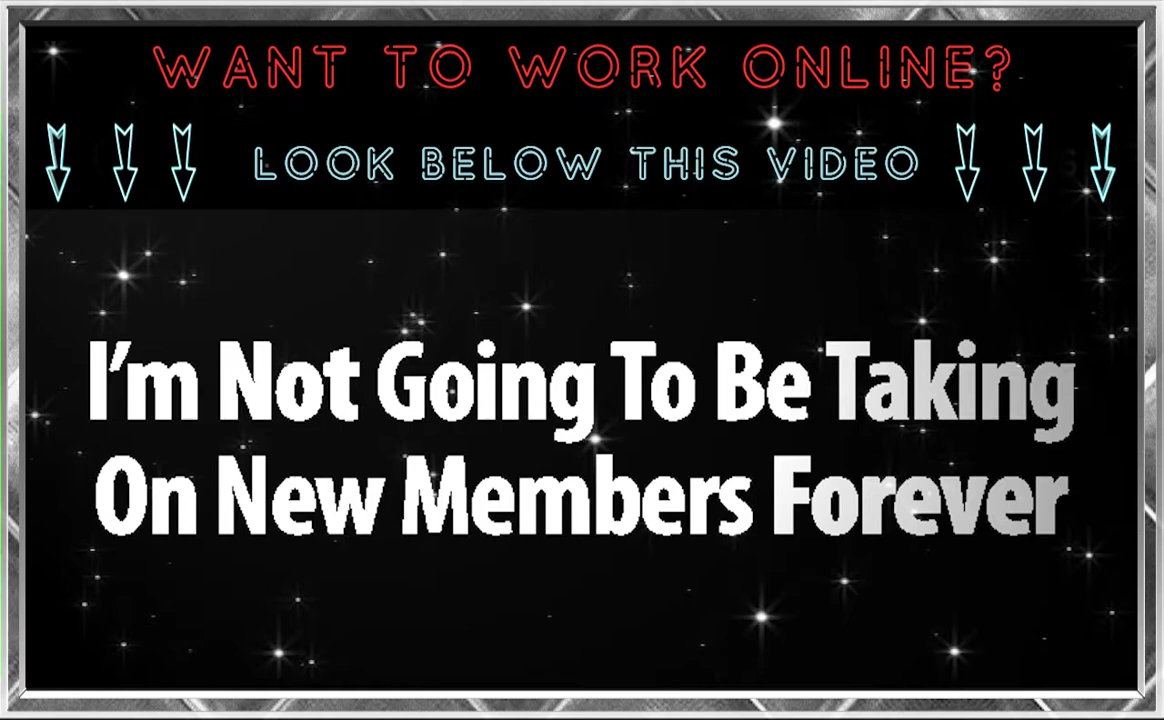 WANT TO WORK ONLINE?
LOOK BELOW THIS VIDEO
I'm Not Going To Be Taking
On New Members Forever